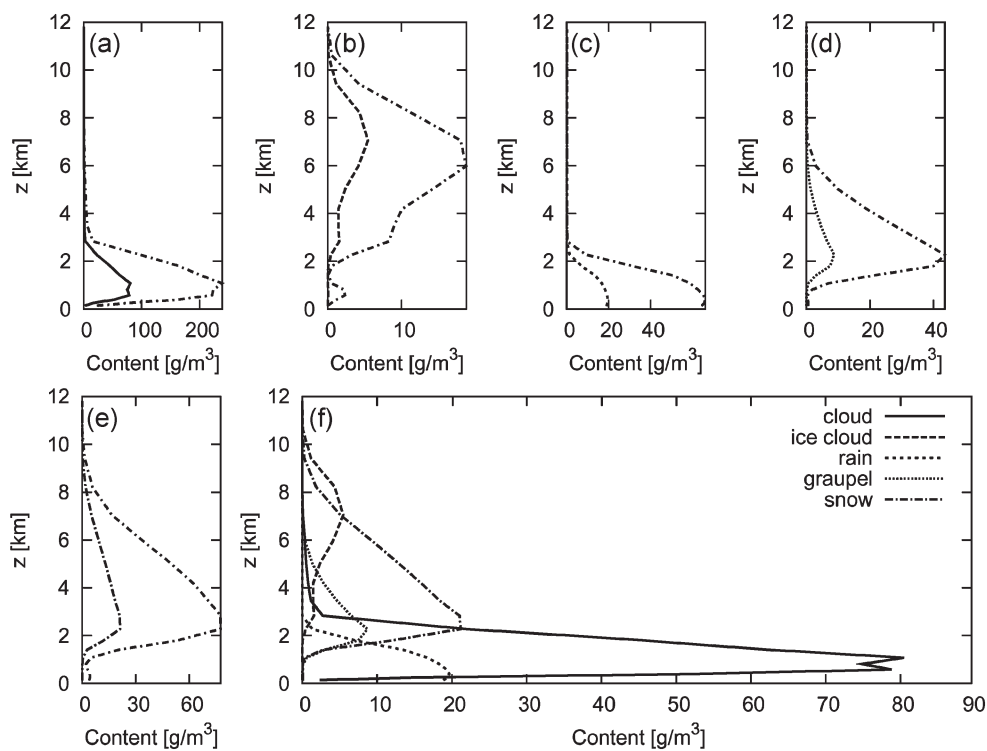 (a) (b) (c) (d)
12 10 8 6 4 2 0
z [km]
0 100 200
Content [g/m³]
12 10 8 6 4 2 0
z [km]
0 10
Content [g/m³]
12 10 8 6 4 2 0
z [km]
0 20 40
Content [g/m³]
12 10 8 6 4 2 0
z [km]
0 20 40
Content [g/m³]
(e) (f)
12 10 8 6 4 2 0
z [km]
0 30 60
Content [g/m³]
12 10 8 6 4 2 0
z [km]
cloud
ice cloud
rain
graupel
snow
0 10 20 30 40 50 60 70 80 90
Content [g/m³]